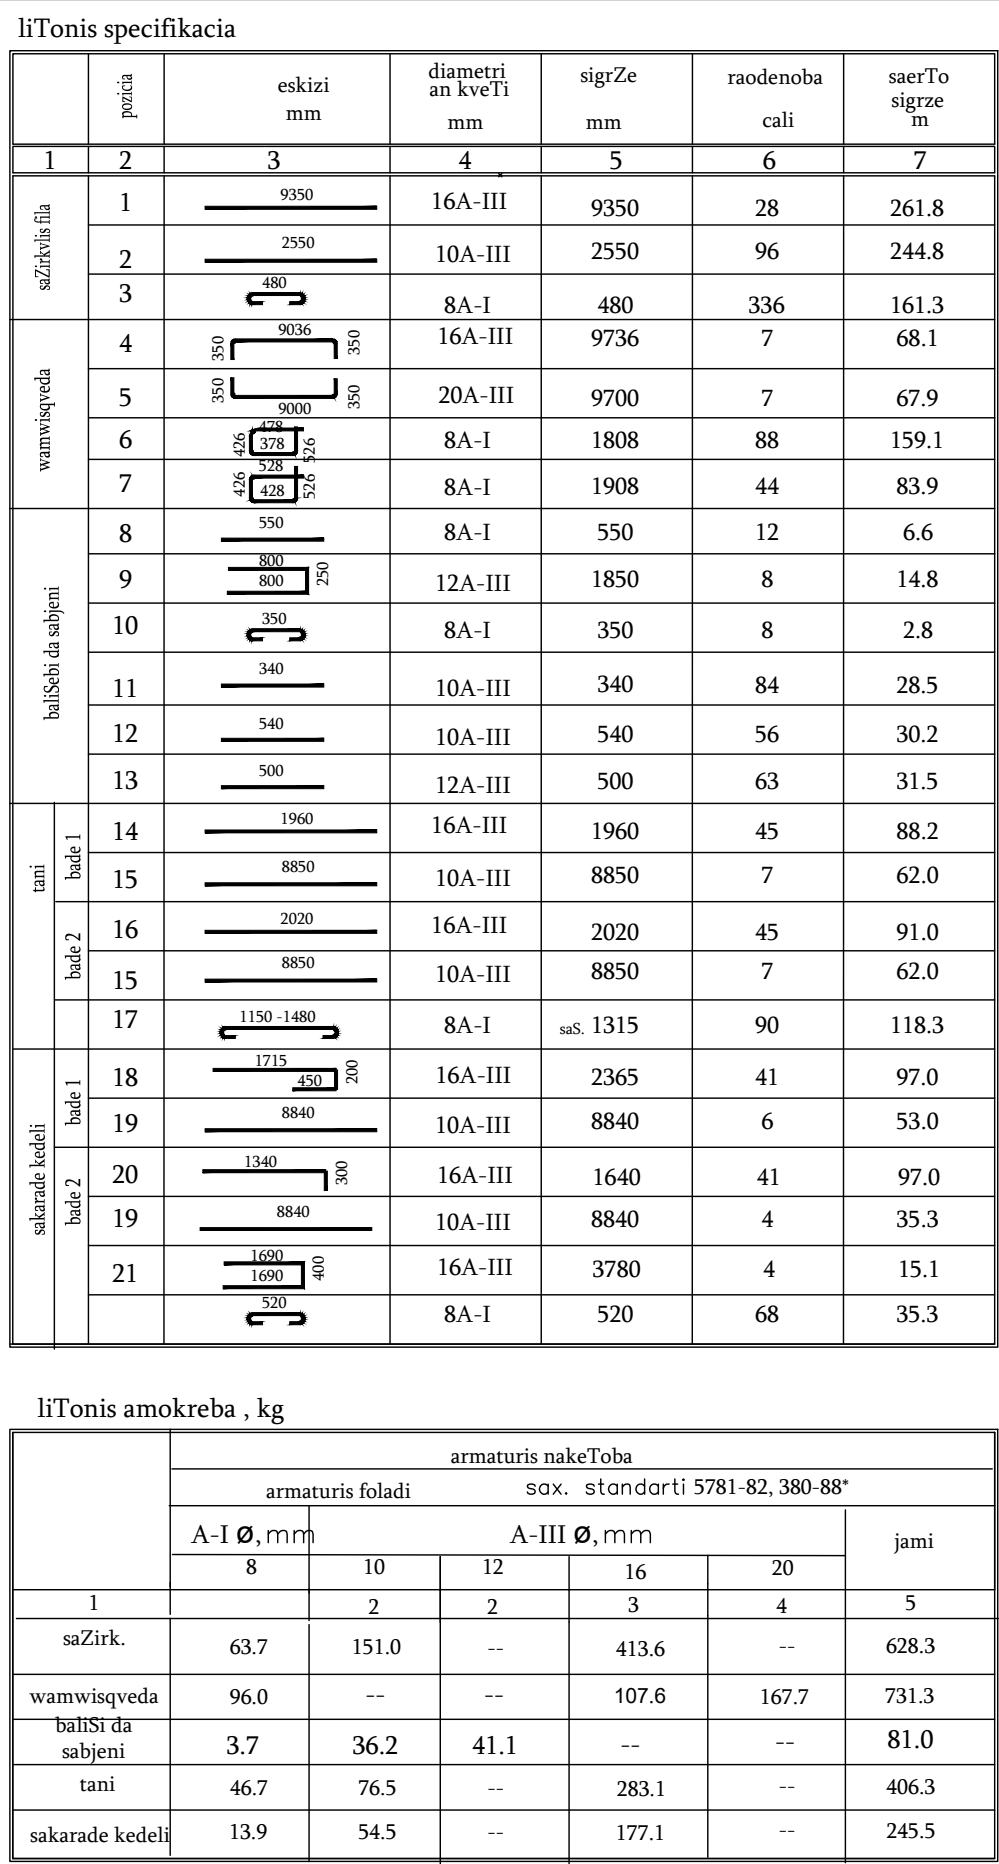 liTonis specifikacia
pozicia
eskizi
mm
diametri
an kveTi
mm
sigrZe
mm
raodenoba
cali
saerTo
sigrze
m
1 2 3 4 5 6 7
saZirkvlis fila
1 9350 16A-III 9350 28 261.8
2 2550 10A-III 2550 96 244.8
3 480 8A-I 480 336 161.3
wamwisqveda
4 350 9036 350 16A-III 9736 7 68.1
5 350 9000 350 20A-III 9700 7 67.9
6 426 478 378 526 8A-I 1808 88 159.1
7 426 528 428 526 8A-I 1908 44 83.9
baliSebi da sabjeni
8 550 8A-I 550 12 6.6
9 800 800 250 12A-III 1850 8 14.8
10 350 8A-I 350 8 2.8
11 340 10A-III 340 84 28.5
12 540 10A-III 540 56 30.2
13 500 12A-III 500 63 31.5
tani
bade 1
14 1960 16A-III 1960 45 88.2
15 8850 10A-III 8850 7 62.0
bade 2
16 2020 16A-III 2020 45 91.0
15 8850 10A-III 8850 7 62.0
17 1150 -1480 8A-I saS. 1315 90 118.3
sakarade kedeli
bade 1
18 1715 450 200 16A-III 2365 41 97.0
19 8840 10A-III 8840 6 53.0
bade 2
20 1340 300 16A-III 1640 41 97.0
19 8840 10A-III 8840 4 35.3
21 1690 1690 400 16A-III 3780 4 15.1
520 8A-I 520 68 35.3
liTonis amokreba , kg
armaturis nakeToba
armaturis foladi sax. standarti 5781-82, 380-88*
A-I Ø, mm A-III Ø, mm jami
8 10 12 16 20
1 2 2 3 4 5
saZirk. 63.7 151.0 -- 413.6 -- 628.3
wamwisqveda 96.0 -- -- 107.6 167.7 731.3
baliSi da
sabjeni 3.7 36.2 41.1 -- -- 81.0
tani 46.7 76.5 -- 283.1 -- 406.3
sakarade kedeli 13.9 54.5 -- 177.1 -- 245.5